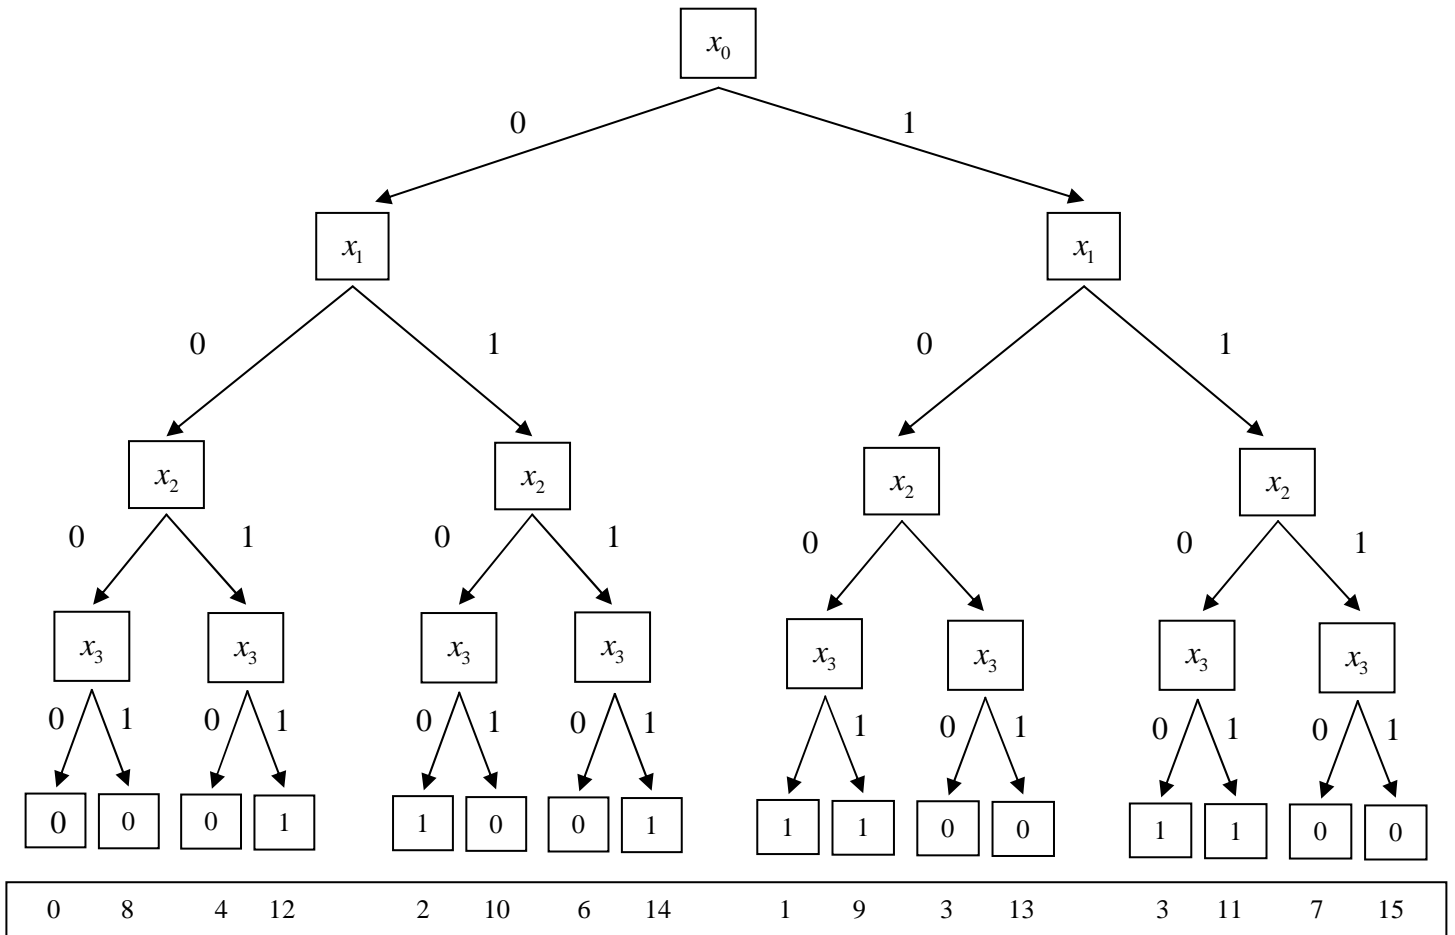 x₀
0 1
x₁ x₁
0 1 0 1
x₂ x₂ x₂ x₂
0 1 0 1 0 0 1
x₃ x₃ x₃ x₃ x₃ x₃ x₃ x₃
0 1 0 1 0 1 0 1 1 0 1 0 1 0 1
0 0 0 1 1 0 0 1 1 1 0 0 1 1 0 0
0 8 4 12 2 10 6 14 1 9 3 13 3 11 7 15